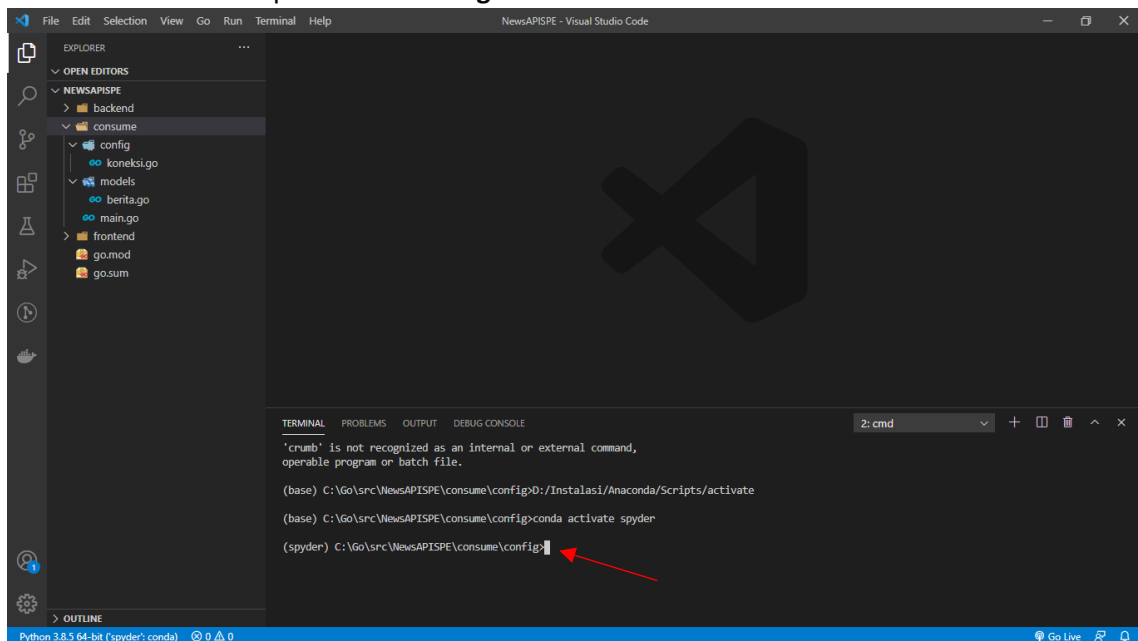 File Edit Selection View Go Run Terminal Help
NewsAPISPE - Visual Studio Code
EXPLORER
OPEN EDITORS
NEWSAPISPE
backend
consume
config
koneksi.go
models
berita.go
main.go
frontend
go.mod
go.sum
OUTLINE
TERMINAL PROBLEMS OUTPUT DEBUG CONSOLE
2: cmd
'crumb' is not recognized as an internal or external command,
operable program or batch file.
(base) C:\Go\src\NewsAPISPE\consume\config>D:/Instalasi/Anaconda/Scripts/activate
(base) C:\Go\src\NewsAPISPE\consume\config>conda activate spyder
(spyder) C:\Go\src\NewsAPISPE\consume\config>
1
Python 3.8.5 64-bit ('spyder': conda) 0 0
Go Live